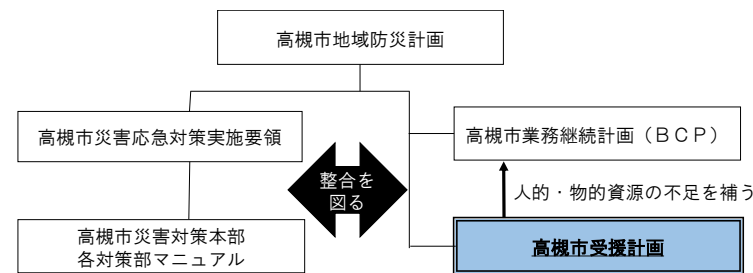 高槻市地域防災計画
高槻市災害応急対策実施要領
高槻市業務継続計画（ＢＣＰ）
整合を
図る
人的・物的資源の不足を補う
高槻市災害対策本部
各対策部マニュアル
高槻市受援計画